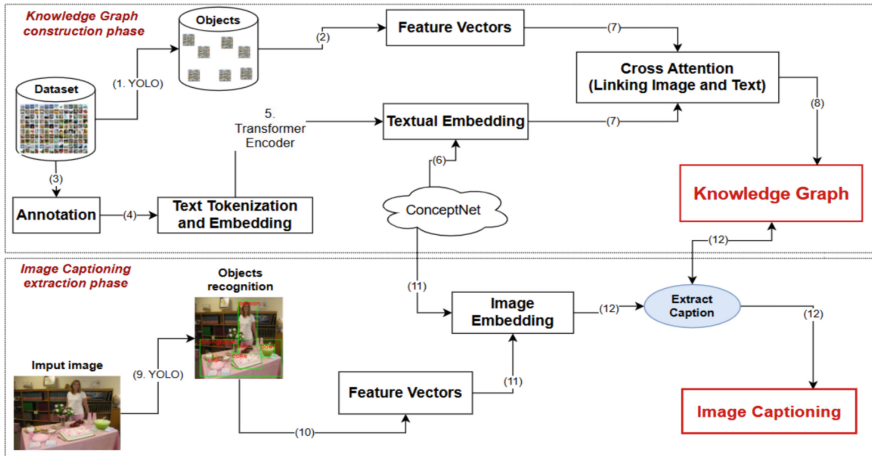 Knowledge Graph
construction phase
Objects
(2)
Feature Vectors
(7)
Cross Attention
(Linking Image and Text)
(1. YOLO)
Dataset
(8)
5.
Transformer
Encoder
Textual Embedding
(7)
(3)
(6)
Annotation
(4)
Text Tokenization
and Embedding
ConceptNet
Knowledge Graph
(12)
Image Captioning
extraction phase
Objects
recognition
(11)
Image
Embedding
(12)
Extract
Caption
(12)
Imput image
(9. YOLO)
Feature Vectors
(11)
(10)
Image Captioning